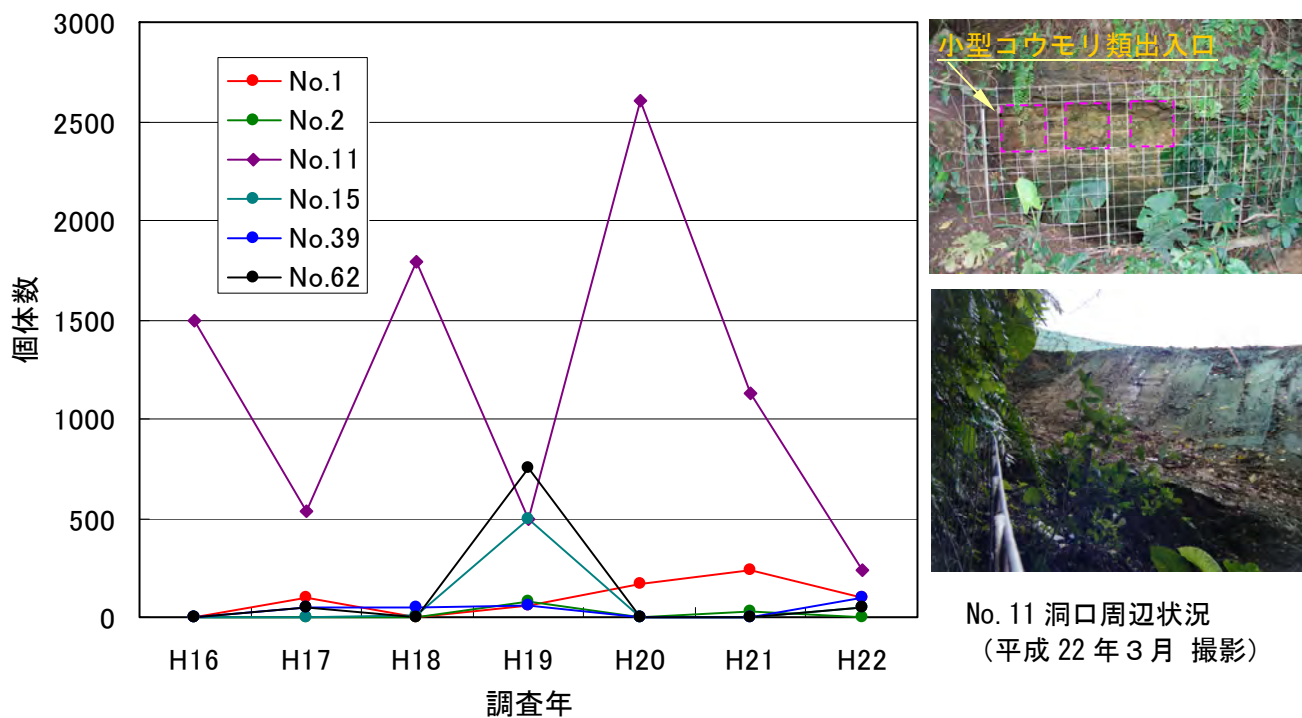 3000
2500
2000
1500
1000
500
0
個体数
No.1
No.2
No.11
No.15
No.39
No.62
H16 H17 H18 H19 H20 H21 H22
調査年
小型コウモリ類出入口
No.11 洞口周辺状況
（平成 22 年３月 撮影）